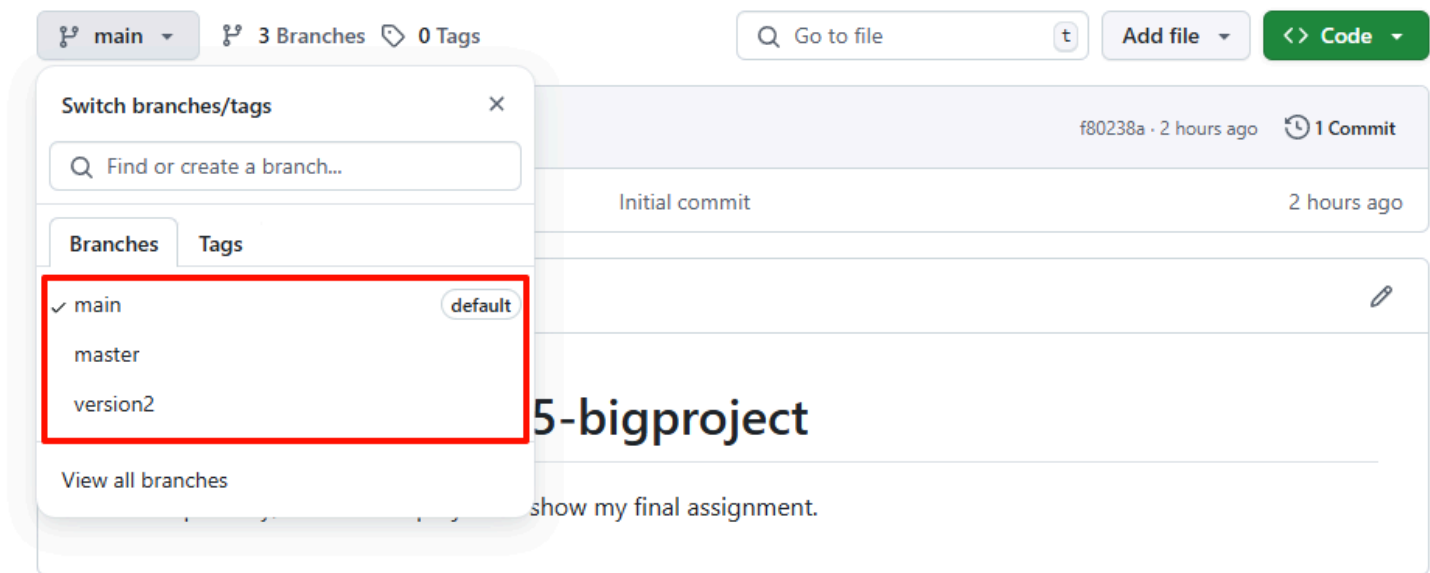 main 3 Branches 0 Tags Go to file t Add file Code
Switch branches/tags
f80238a · 2 hours ago 1 Commit
Find or create a branch...
Initial commit 2 hours ago
Branches Tags
main default
master
version2
5-bigproject
View all branches
show my final assignment.